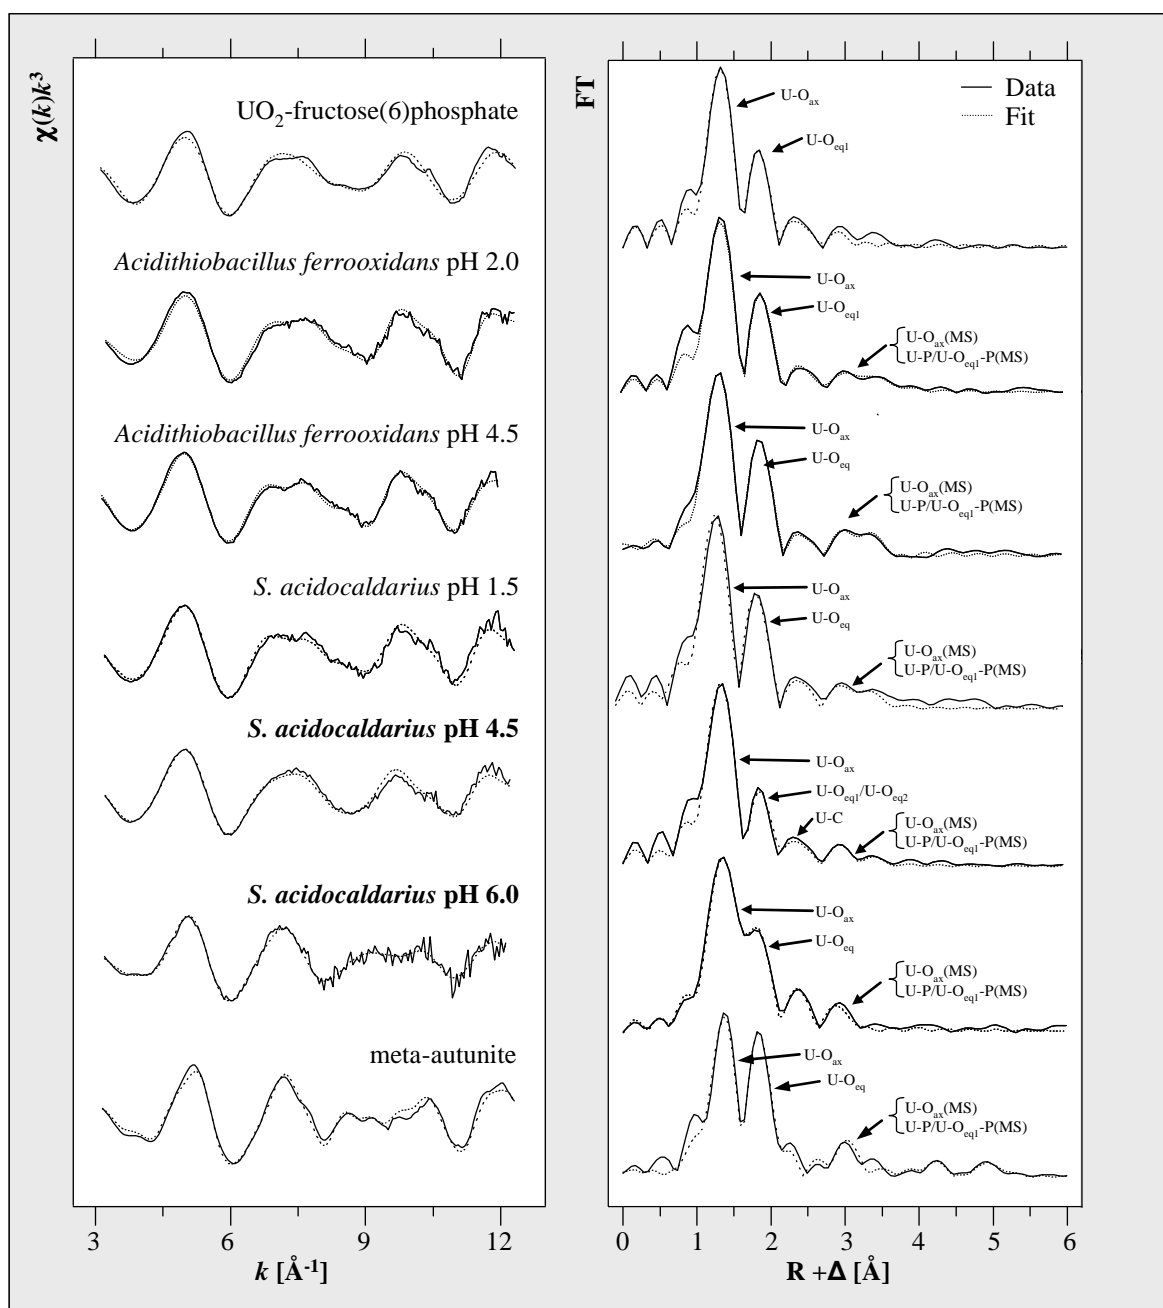 χ(k)k³
UO₂-fructose(6)phosphate
Acidithiobacillus ferrooxidans pH 2.0
Acidithiobacillus ferrooxidans pH 4.5
S. acidocaldarius pH 1.5
S. acidocaldarius pH 4.5
S. acidocaldarius pH 6.0
meta-autunite
3 6 9 12
k [Å⁻¹]
FT
Data
Fit
U-Oax
U-Oeq1
U-Oax
U-Oeq1
U-Oax(MS)
U-P/U-Oeq1-P(MS)
U-Oax
U-Oeq
U-Oax(MS)
U-P/U-Oeq1-P(MS)
U-Oax
U-Oeq
U-Oax(MS)
U-P/U-Oeq1-P(MS)
U-Oax
U-Oeq1/U-Oeq2
U-C
U-Oax(MS)
U-P/U-Oeq1-P(MS)
U-Oax
U-Oeq
U-Oax(MS)
U-P/U-Oeq1-P(MS)
U-Oax
U-Oeq
U-Oax(MS)
U-P/U-Oeq1-P(MS)
0 1 2 3 4 5 6
R +Δ [Å]